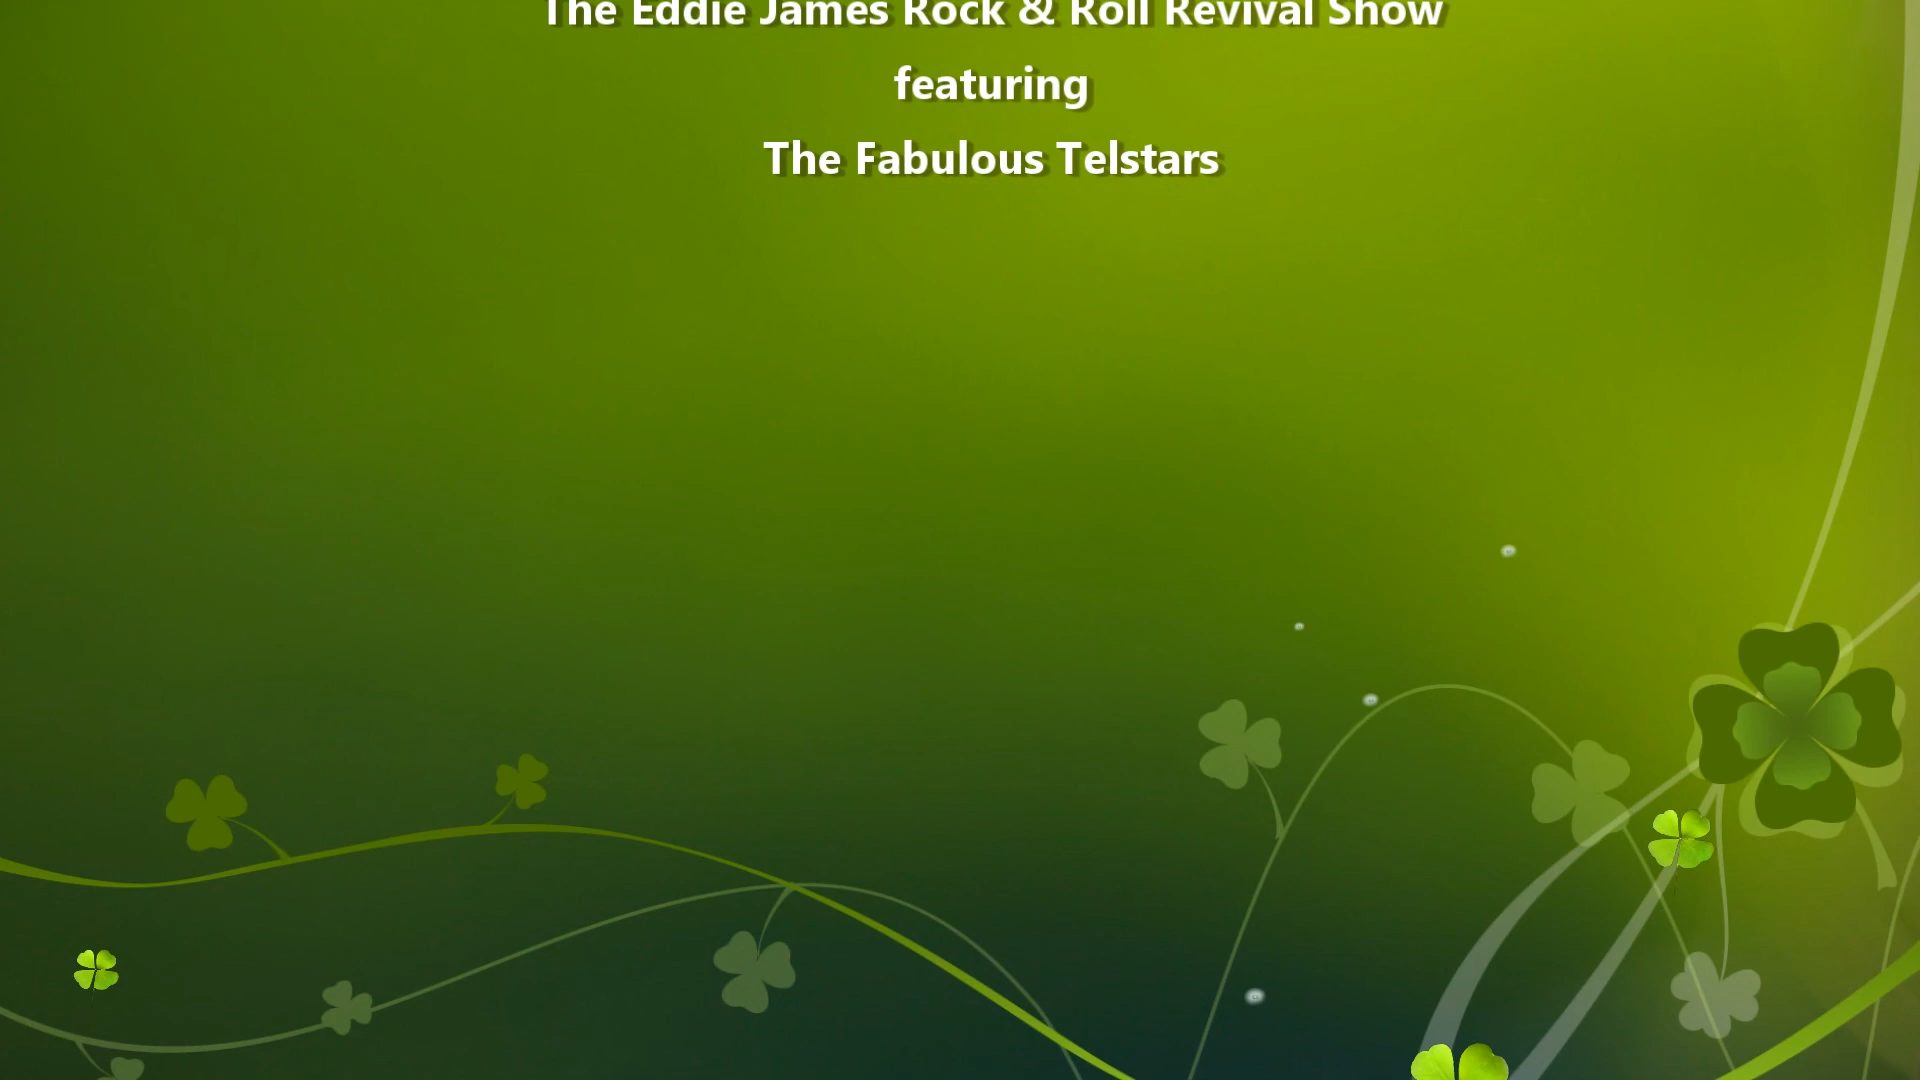 The Eddie James Rock & Roll Revival Show
featuring
The Fabulous Telstars